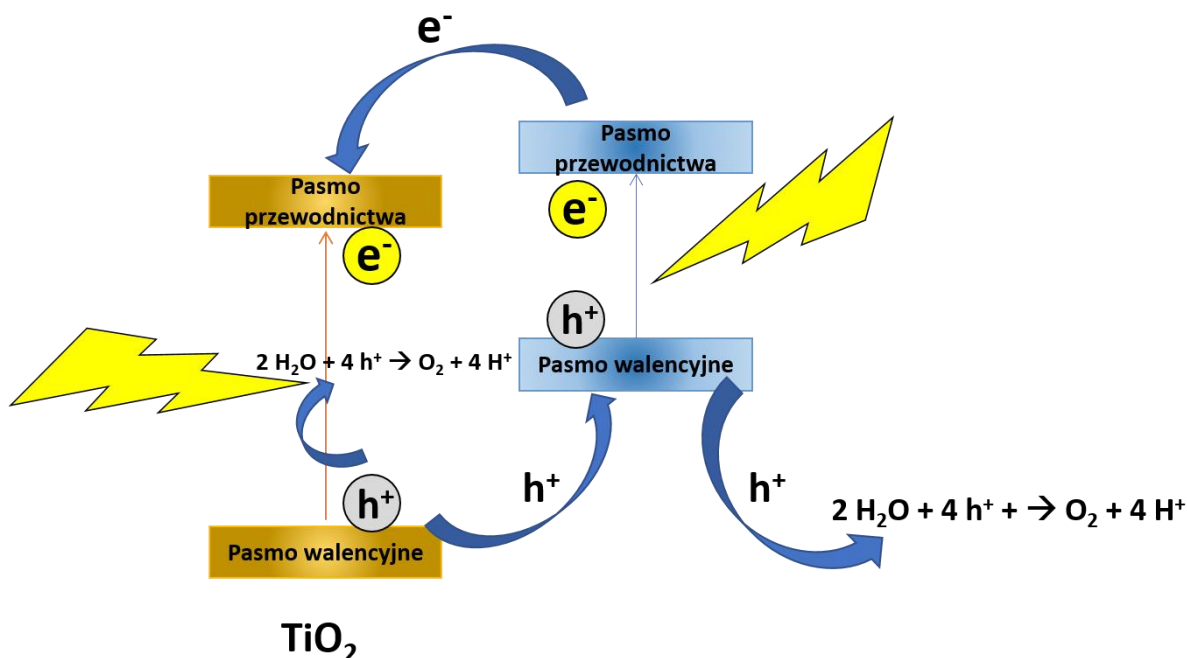 e⁻
Pasmo
przewodnictwa
Pasmo
przewodnictwa
e⁻
e⁻
h⁺
2 H₂O + 4 h⁺ → O₂ + 4 H⁺
Pasmo walencyjne
h⁺
h⁺
h⁺
2 H₂O + 4 h⁺ + → O₂ + 4 H⁺
Pasmo walencyjne
TiO₂